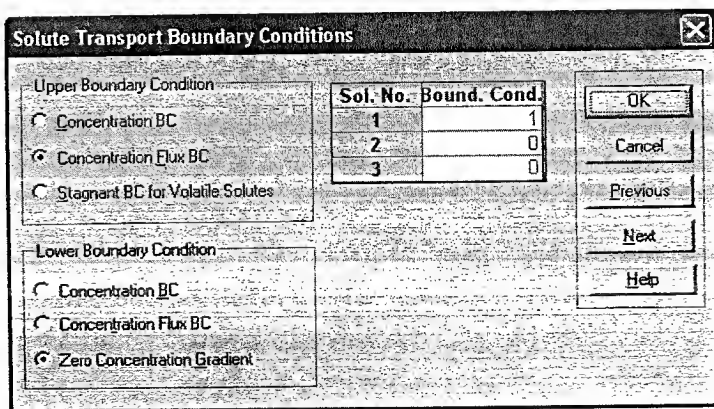 Solute Transport Boundary Conditions
Upper Boundary Condition
Concentration BC
Concentration Flux BC
Stagnant BC for Volatile Solutes
Lower Boundary Condition
Concentration BC
Concentration Flux BC
Zero Concentration Gradient
Sol. No. Bound. Cond.
1 1
2 0
3 0
OK
Cancel
Previous
Next
Help